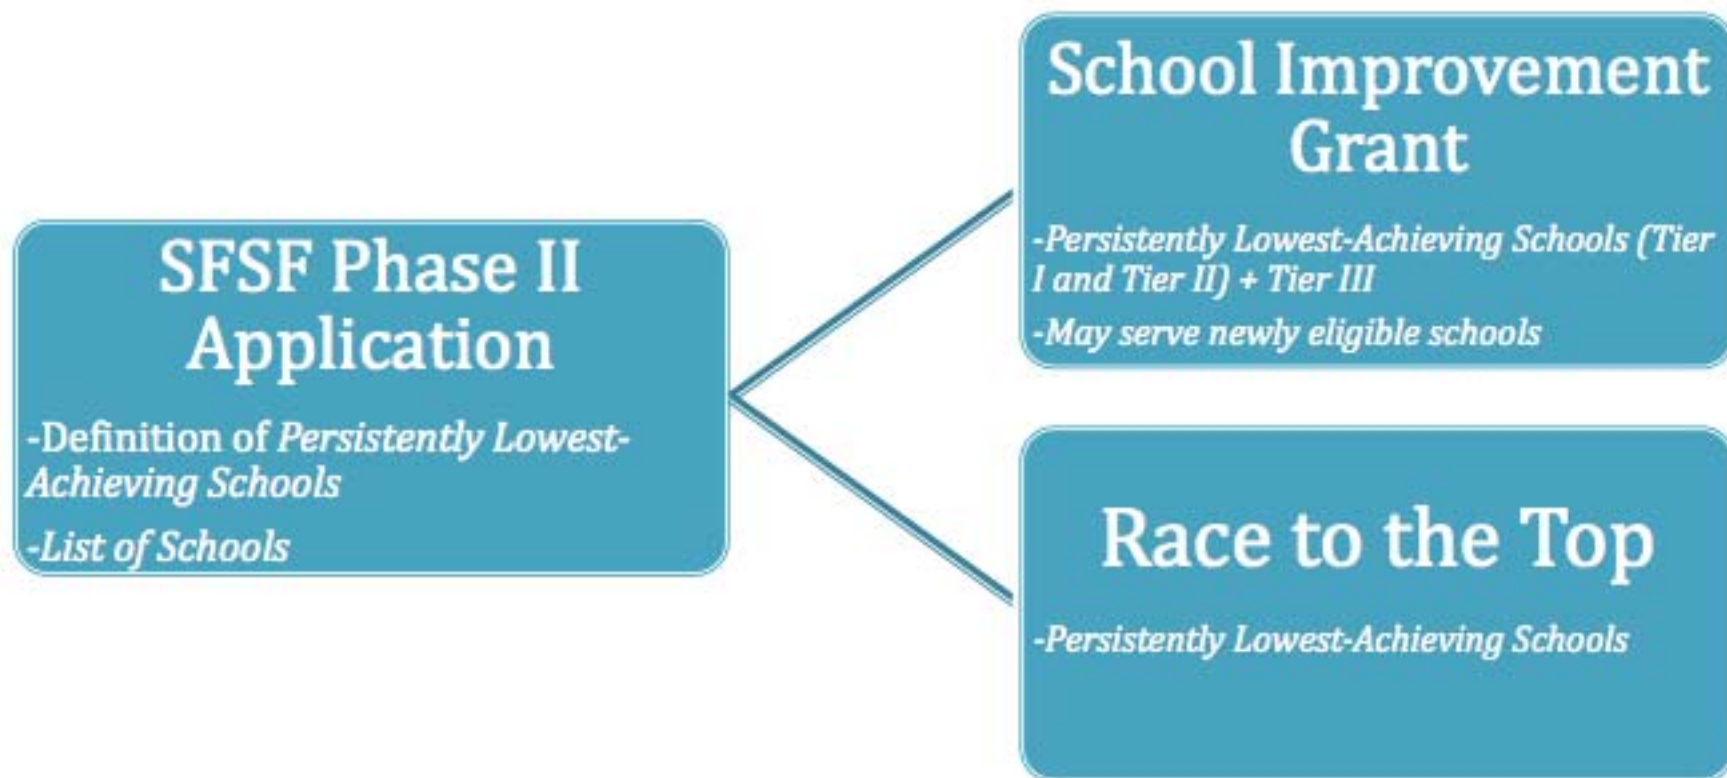 SFSF Phase II
Application
-Definition of Persistently Lowest-
Achieving Schools
-List of Schools
School Improvement
Grant
-Persistently Lowest-Achieving Schools (Tier
I and Tier II) + Tier III
-May serve newly eligible schools
Race to the Top
-Persistently Lowest-Achieving Schools